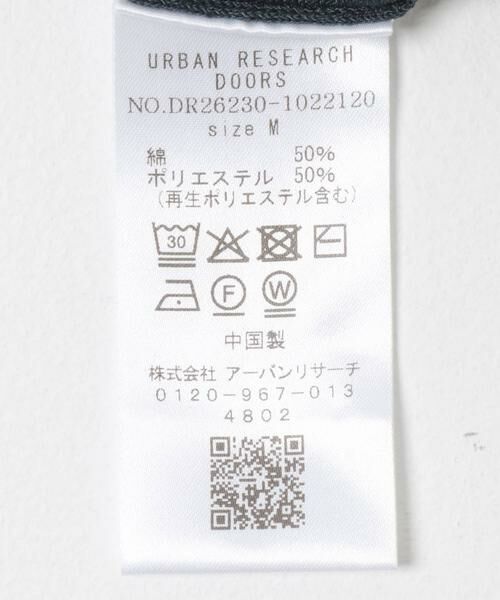 URBAN RESEARCH
DOORS
NO.DR26230-1022120
size M
綿 50%
ポリエステル 50%
(再生ポリエステル含む)
30
F W
中国製
株式会社 アーバンリサーチ
0120-967-013
4802